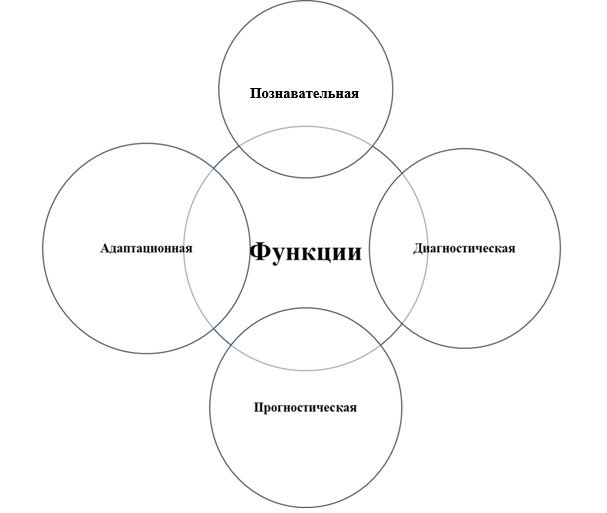 Познавательная
Адаптационная
Функции
Диагностическая
Прогностическая